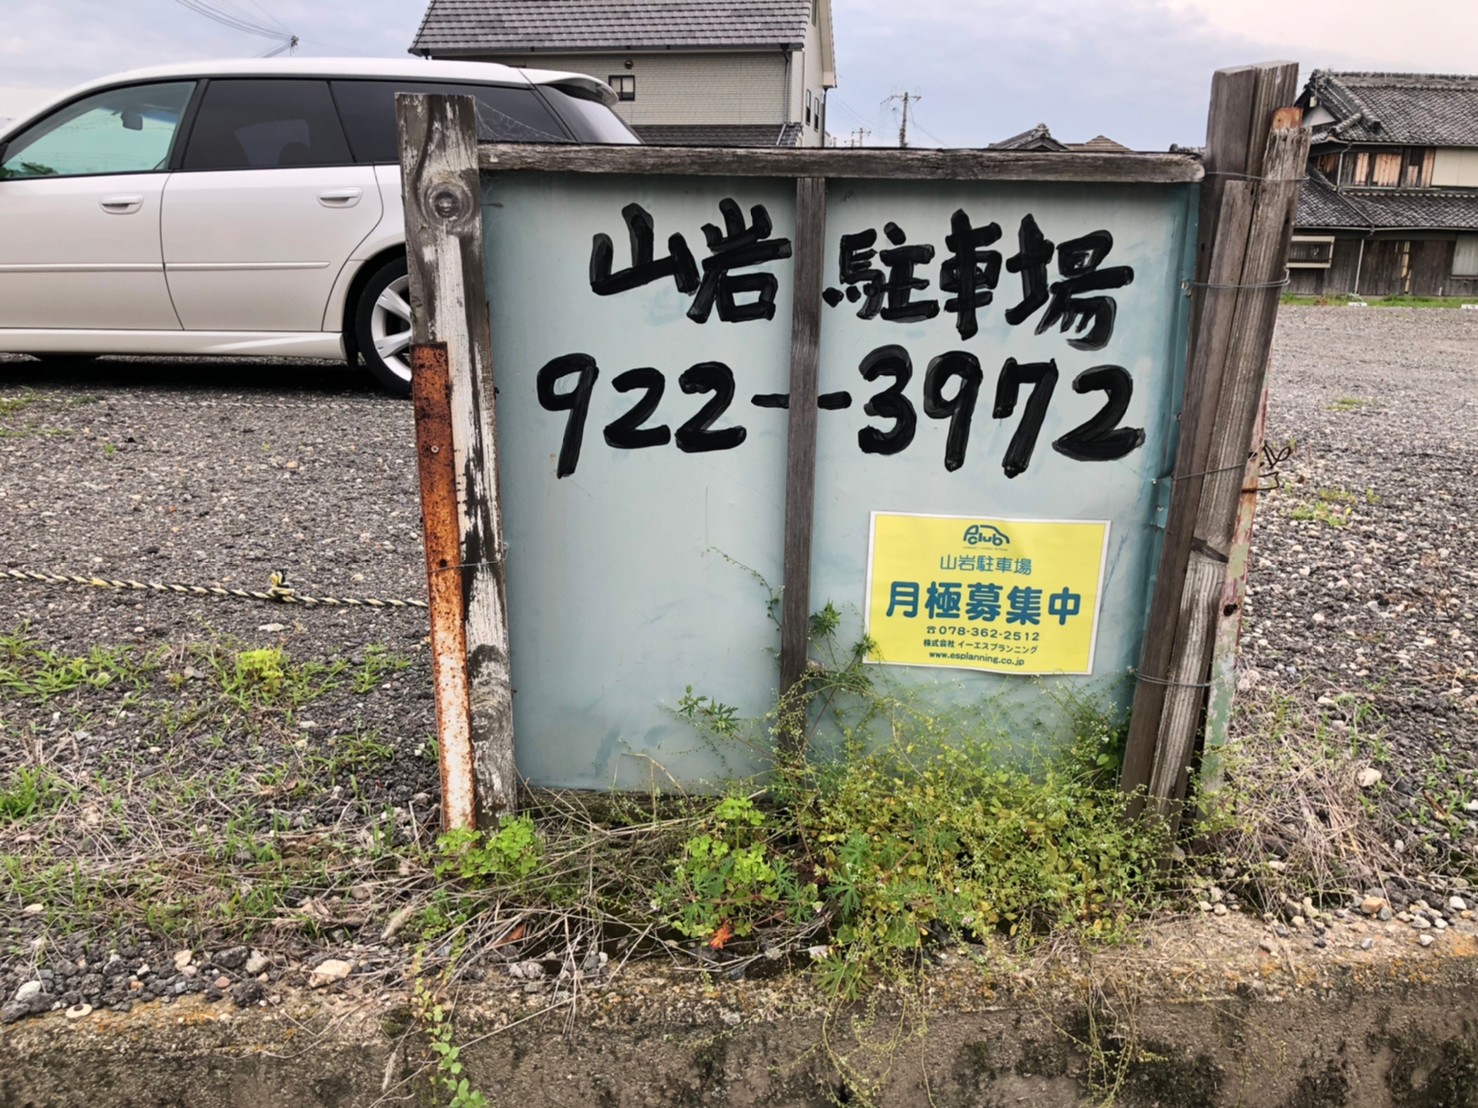 山岩駐車場
922-3972
Pclub
山岩駐車場
月極募集中
☎078-362-2512
株式会社 イーエスプランニング
www.esplanning.co.jp